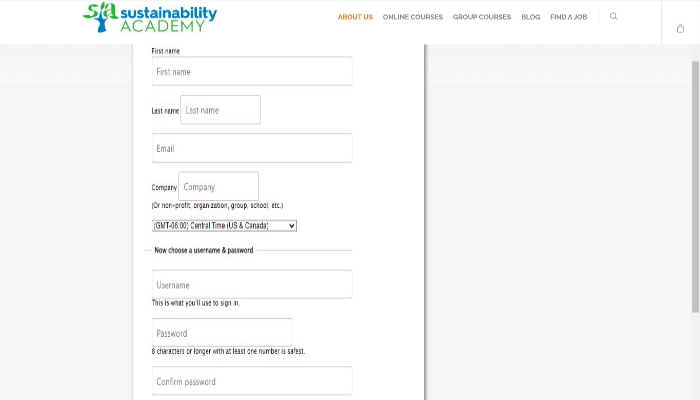 sa sustainability
ACADEMY
ABOUT US ONLINE COURSES GROUP COURSES BLOG FIND A JOB
First name
First name
Last name Last name
Email
Company Company
(Or non-profit, organization, group, school, etc.)
(GMT-06:00) Central Time (US & Canada)
Now choose a username & password
Username
This is what you'll use to sign in.
Password
8 characters or longer with at least one number is safest.
Confirm password